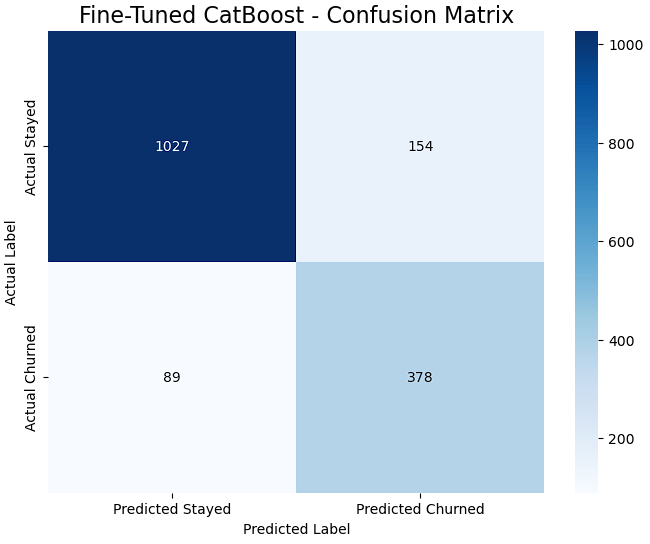 Fine-Tuned CatBoost - Confusion Matrix
Actual Label
Actual Stayed
Actual Churned
1027
154
89
378
Predicted Stayed
Predicted Churned
Predicted Label
1000
800
600
400
200